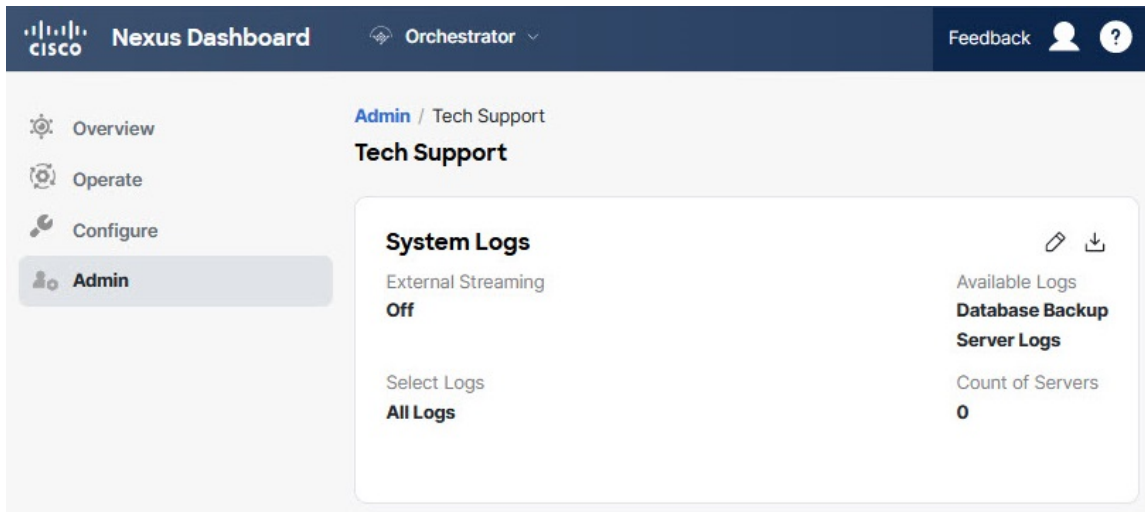 CISCO Nexus Dashboard Orchestrator Feedback ?
Overview
Operate
Configure
Admin
Admin / Tech Support
Tech Support
System Logs
External Streaming
Off
Available Logs
Database Backup
Server Logs
Select Logs
All Logs
Count of Servers
0